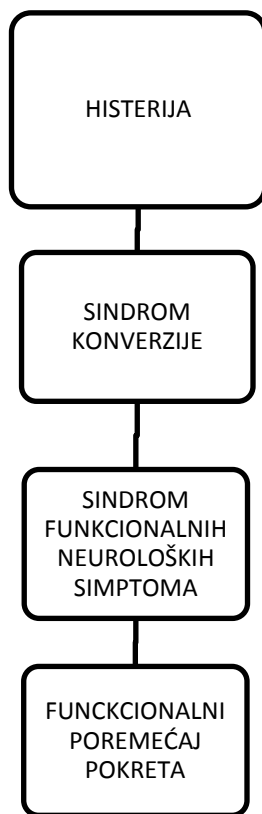 HISTERIJA
SINDROM
KONVERZIJE
SINDROM
FUNKCIONALNIH
NEUROLOŠKIH
SIMPTOMA
FUNCKCIONALNI
POREMEĆAJ
POKRETA